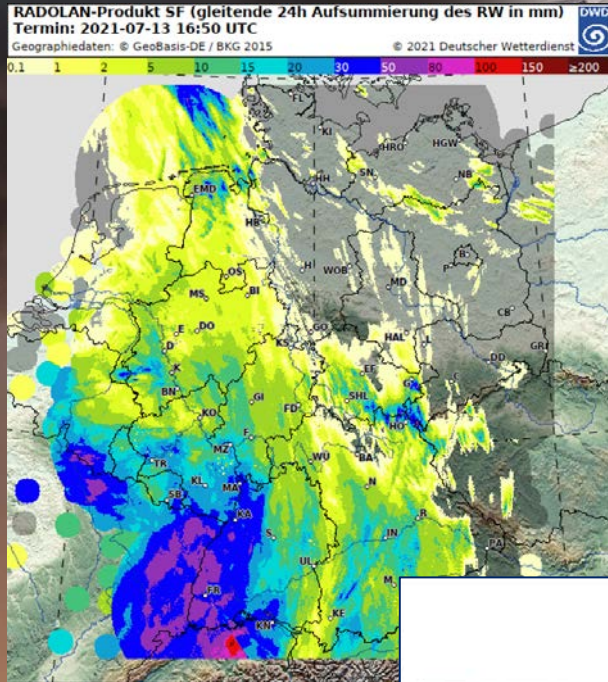 RADOLAN-Produkt SF (gleitende 24h Aufsummierung des RW in mm)
Termin: 2021-07-13 16:50 UTC
Geographiedaten: © GeoBasis-DE / BKG 2015 © 2021 Deutscher Wetterdienst
DWD
0.1 1 2 5 10 15 20 30 50 80 100 150 ≥200
FL
KI
HRO HGW
SN NB
HH
EMD
HB
H WOB B
P
OS MD
MS BI
CB
E DO GO HAL
D KS L DD GR
K EF G C
BN SHL
GI
KO FD HO
F
MZ BA
TR WÜ
KL MA N
SB
KA R
S IN PA
UL
M
FR
KN KE